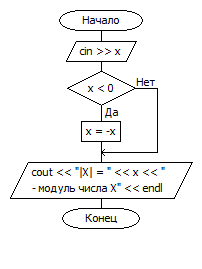 Начало
cin >> x
x < 0
Нет
Да
x = -x
cout << "|X| = " << x << "
- модуль числа X" << endl
Конец